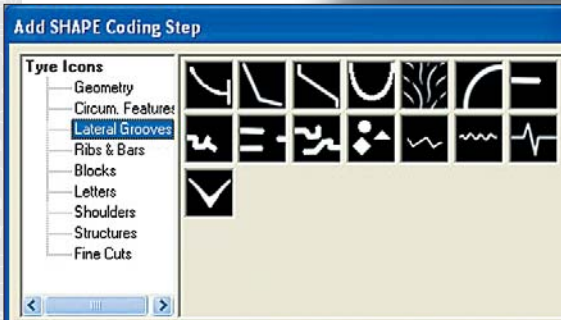 Add SHAPE Coding Step
Tyre Icons
Geometry
Circum. Features
Lateral Grooves
Ribs & Bars
Blocks
Letters
Shoulders
Structures
Fine Cuts